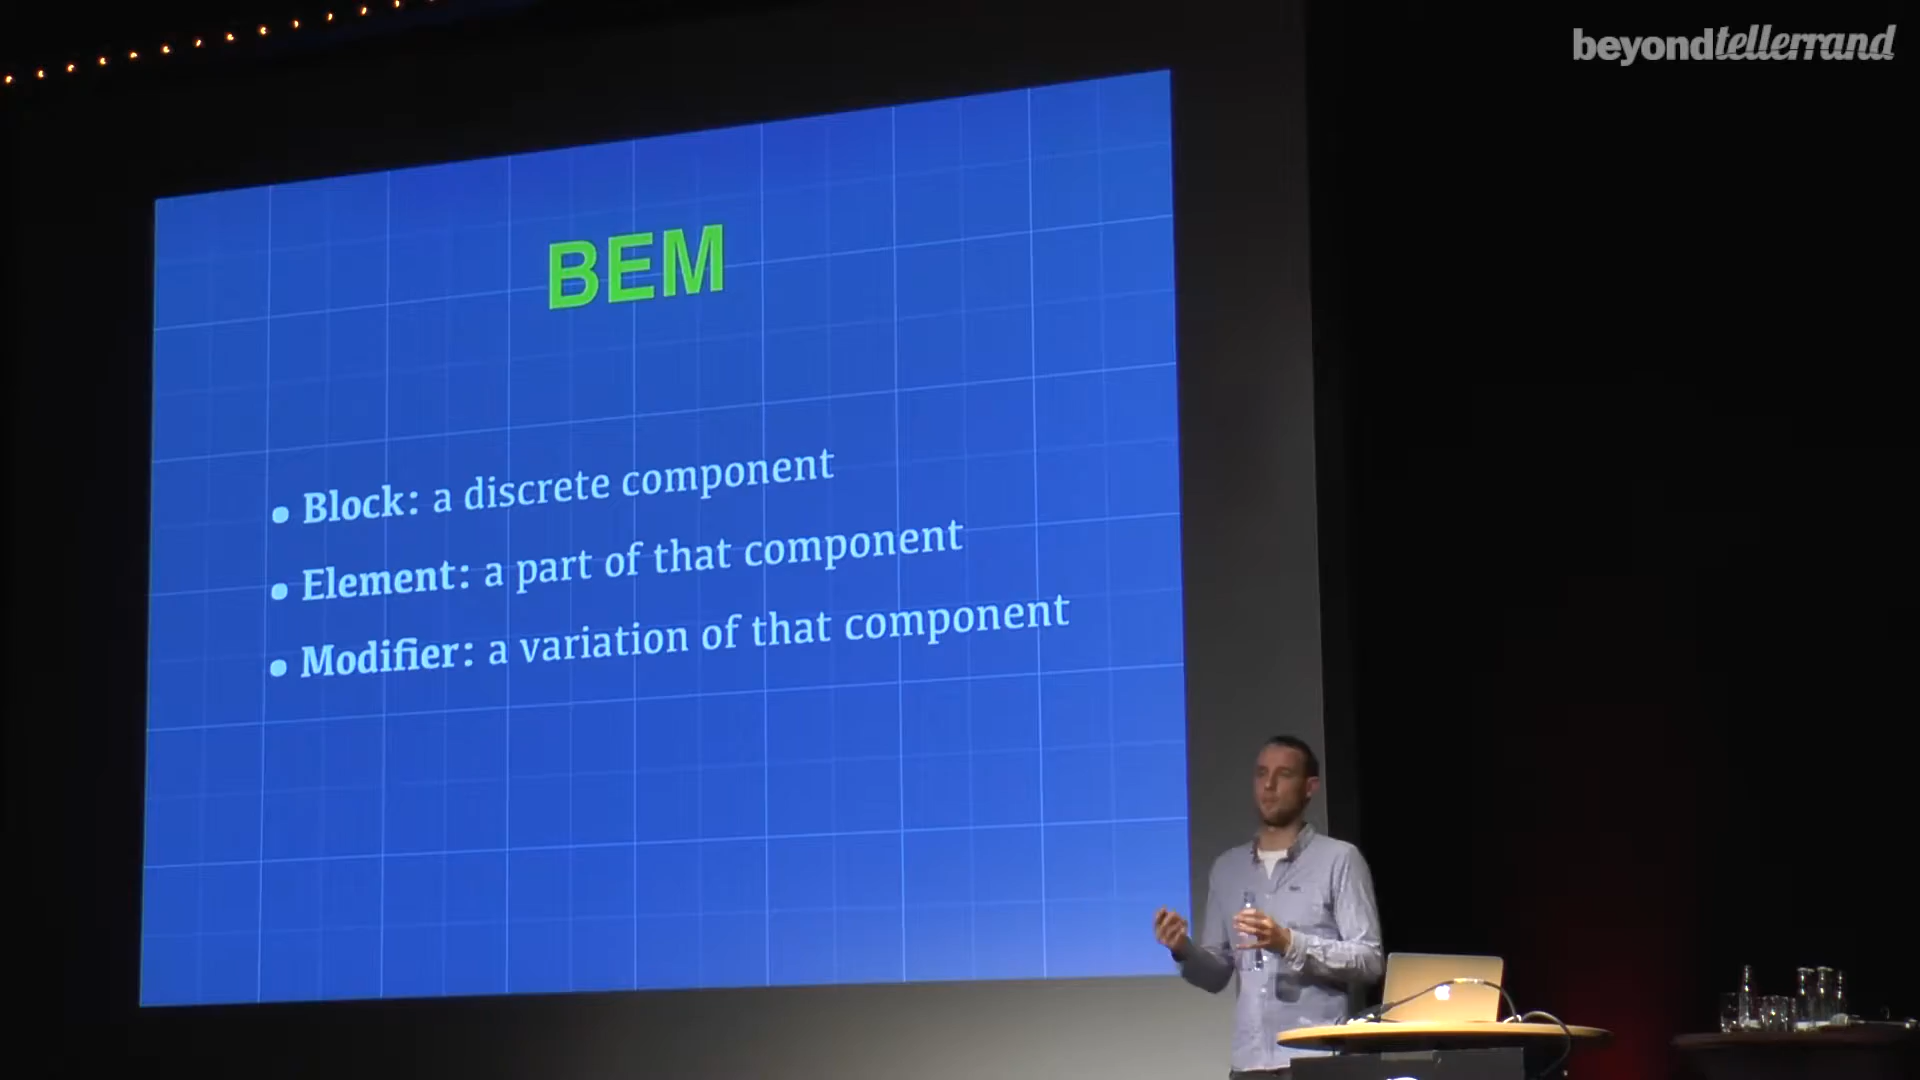 beyondtellerrand
BEM
• Block: a discrete component
• Element: a part of that component
• Modifier: a variation of that component